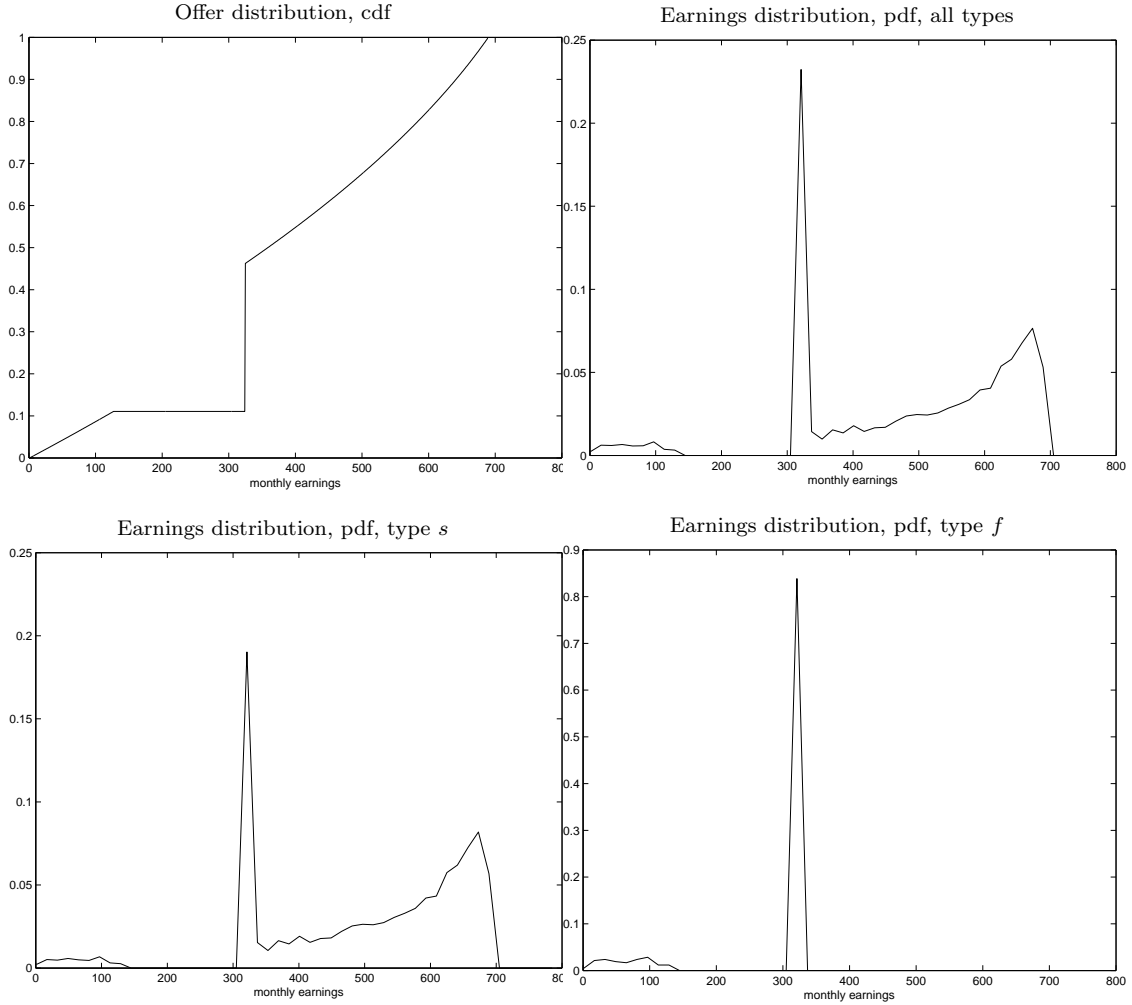 Offer distribution, cdf
1
0.9
0.8
0.7
0.6
0.5
0.4
0.3
0.2
0.1
0
0 100 200 300 400 500 600 700 80
monthly earnings
Earnings distribution, pdf, all types
0.25
0.2
0.15
0.1
0.05
0
0 100 200 300 400 500 600 700 800
monthly earnings
Earnings distribution, pdf, type s
0.25
0.2
0.15
0.1
0.05
0
0 100 200 300 400 500 600 700 80
monthly earnings
Earnings distribution, pdf, type f
0.9
0.8
0.7
0.6
0.5
0.4
0.3
0.2
0.1
0
0 100 200 300 400 500 600 700 800
monthly earnings